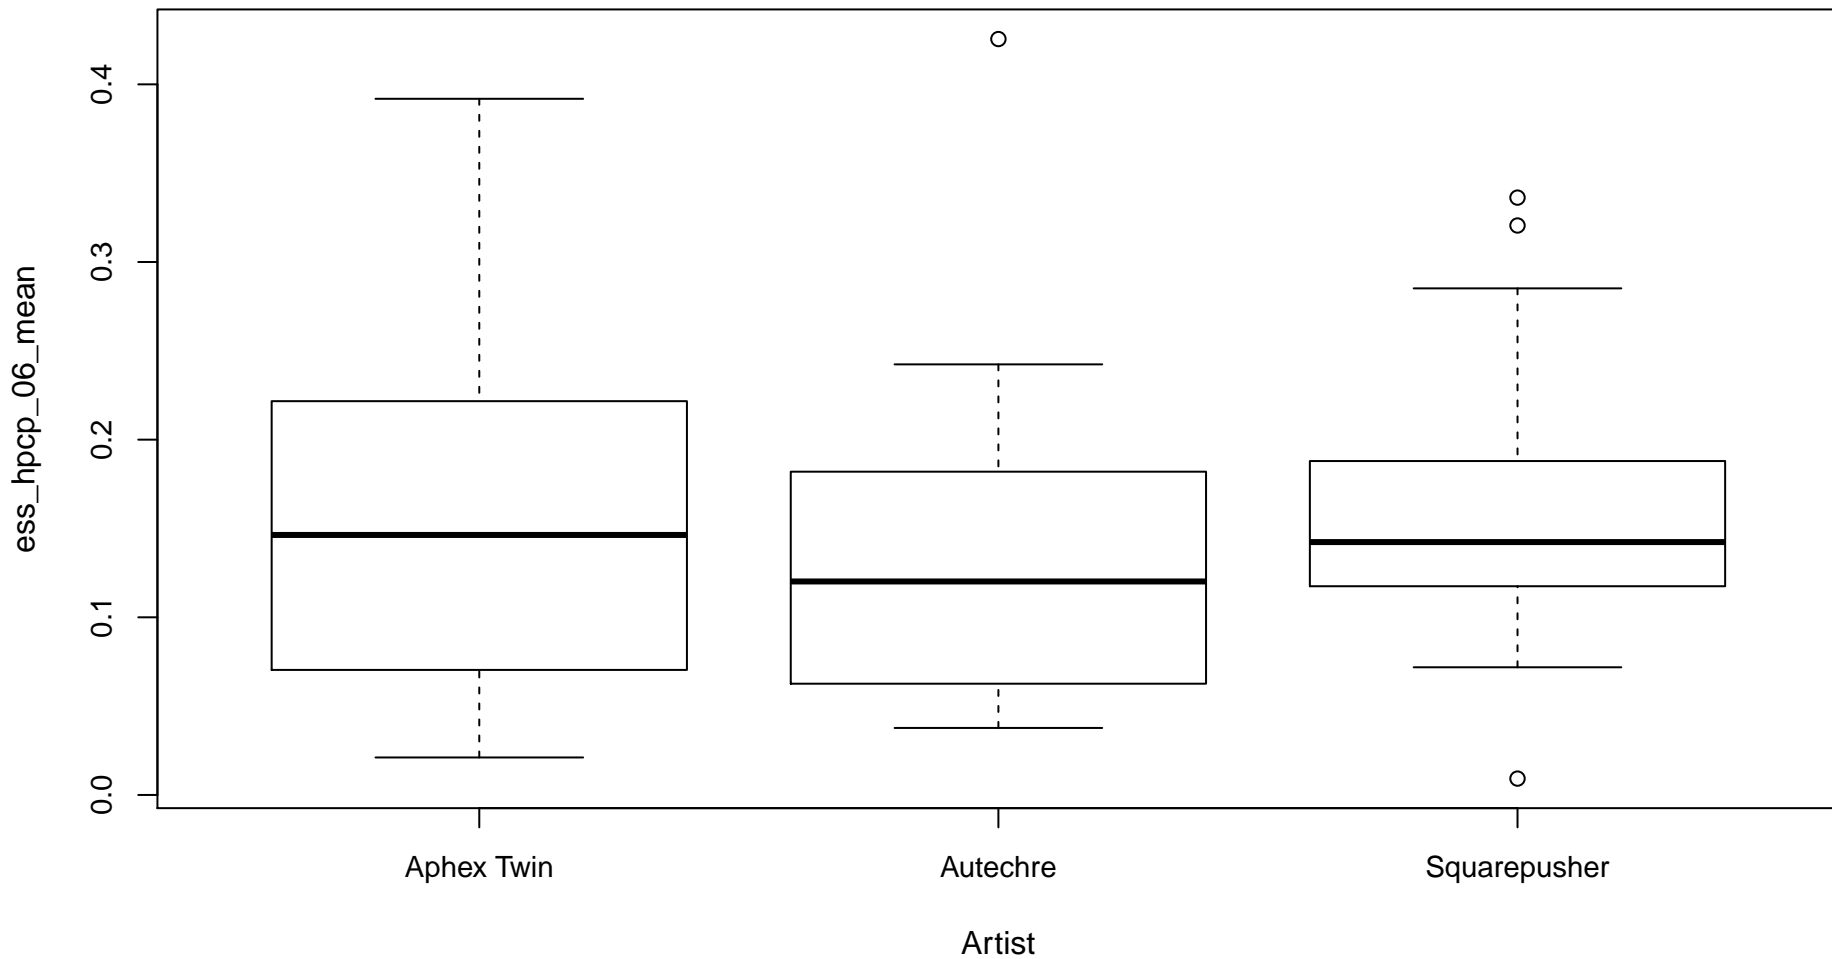 ess_hpcp_06_mean
0.4
0.3
0.2
0.1
0.0
Aphex Twin
Autechre
Squarepusher
Artist